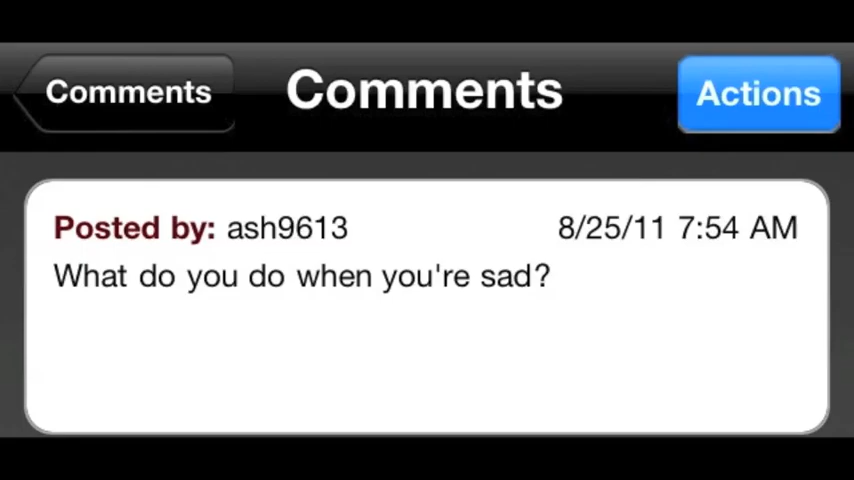 Comments
Comments
Actions
Posted by: ash9613
8/25/11 7:54 AM
What do you do when you're sad?